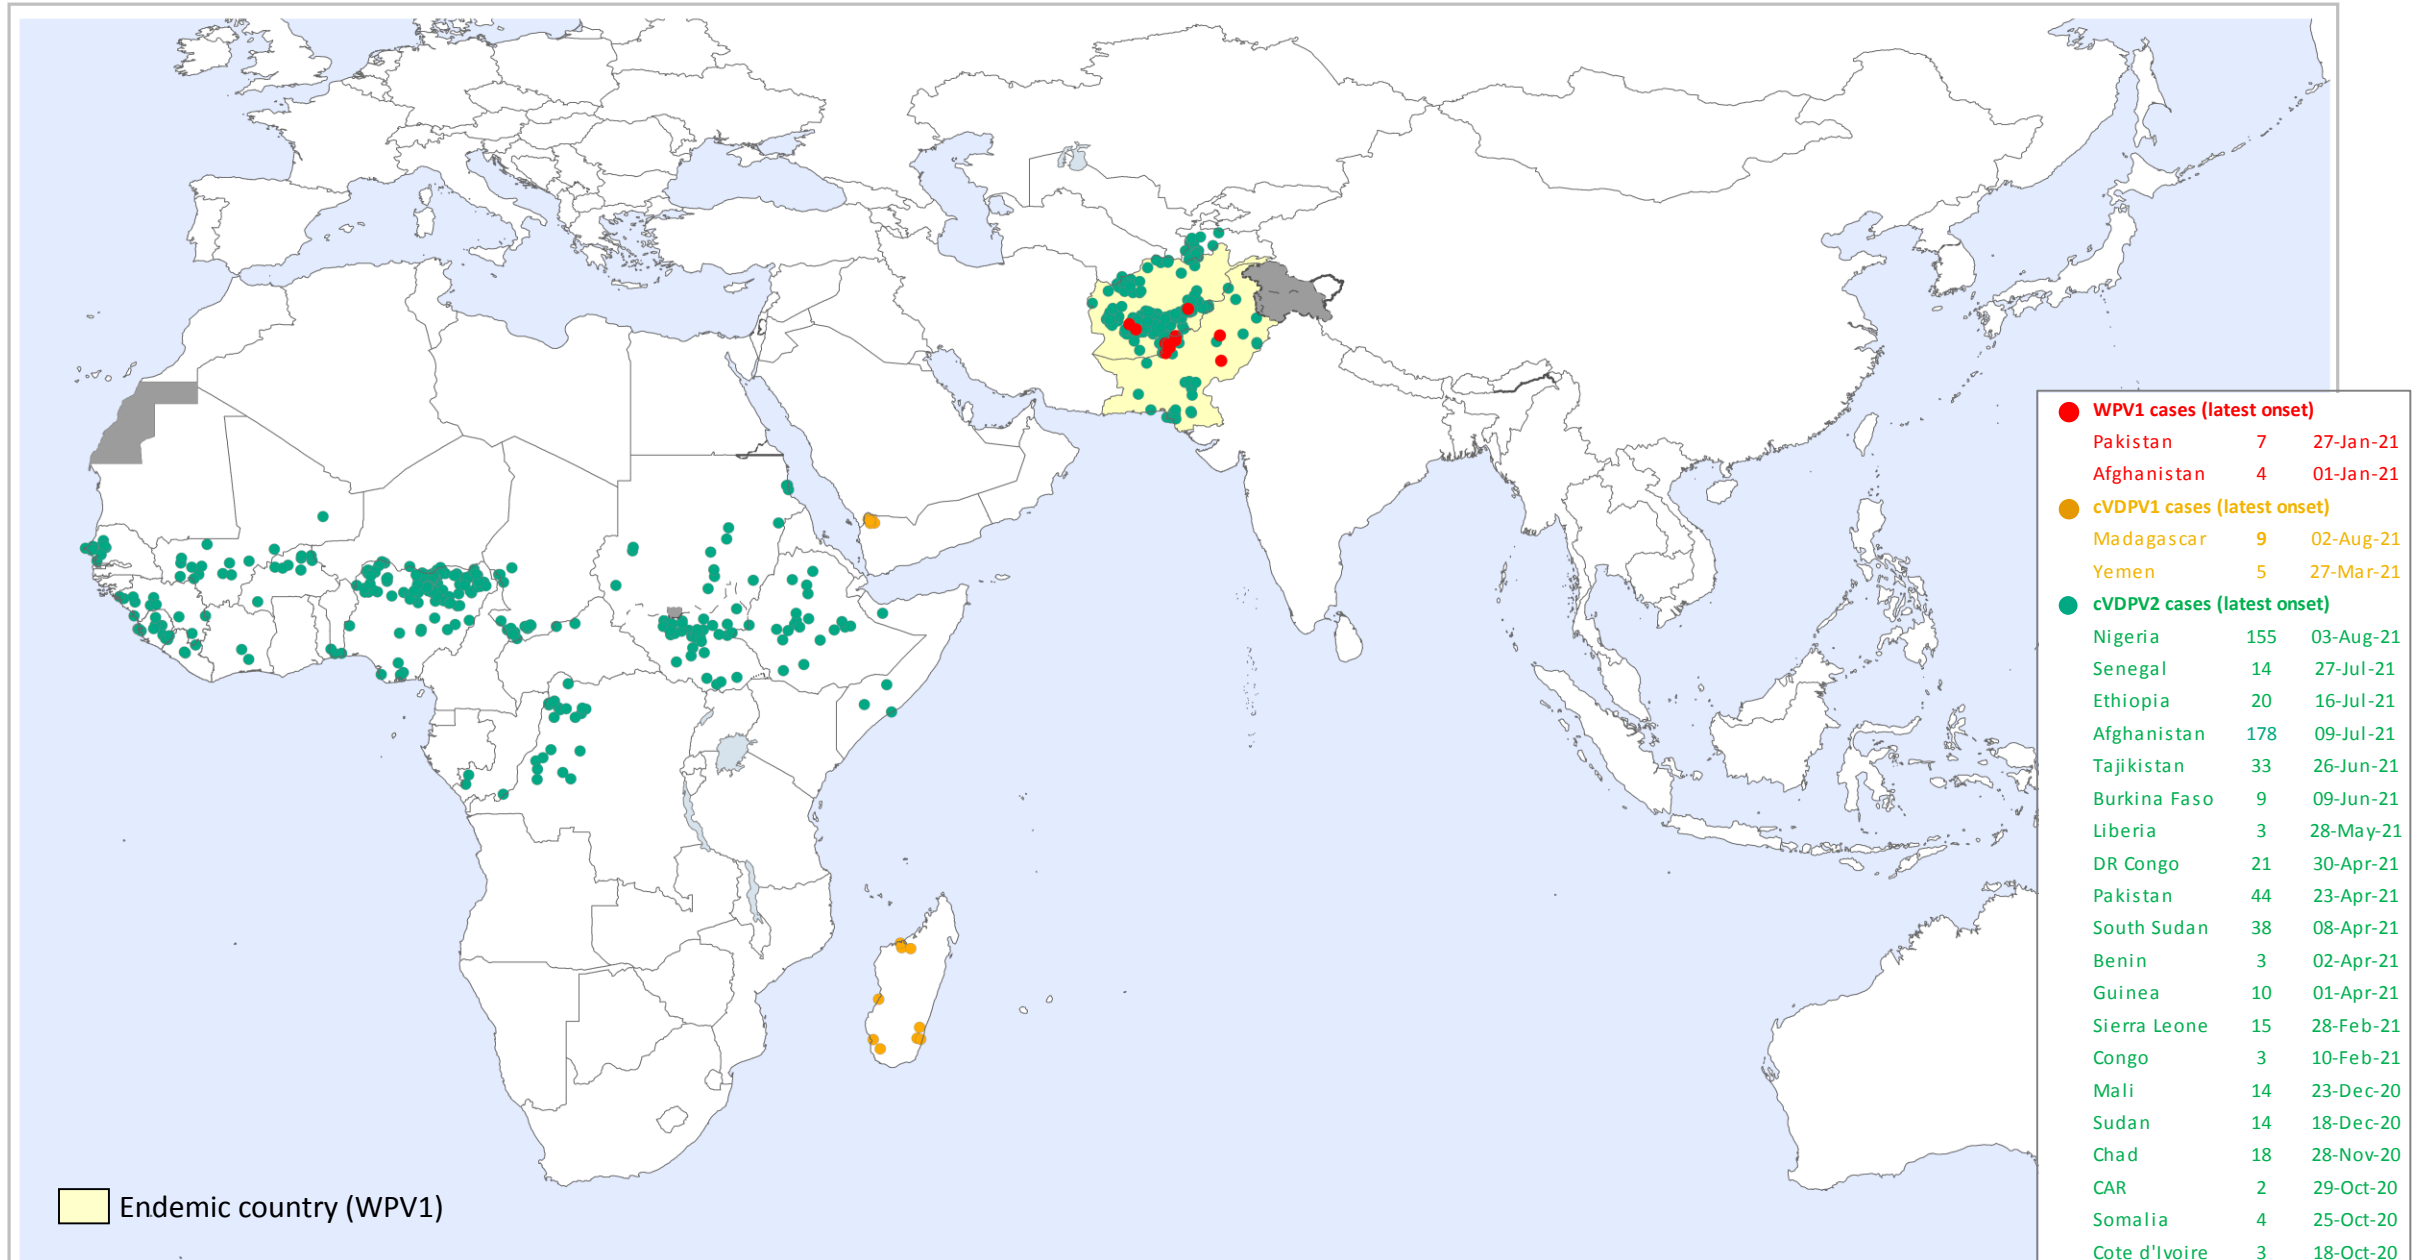 WPV1 cases (latest onset)
Pakistan 7 27-Jan-21
Afghanistan 4 01-Jan-21
cVDPV1 cases (latest onset)
Madagascar 9 02-Aug-21
Yemen 5 27-Mar-21
cVDPV2 cases (latest onset)
Nigeria 155 03-Aug-21
Senegal 14 27-Jul-21
Ethiopia 20 16-Jul-21
Afghanistan 178 09-Jul-21
Tajikistan 33 26-Jun-21
Burkina Faso 9 09-Jun-21
Liberia 3 28-May-21
DR Congo 21 30-Apr-21
Pakistan 44 23-Apr-21
South Sudan 38 08-Apr-21
Benin 3 02-Apr-21
Guinea 10 01-Apr-21
Sierra Leone 15 28-Feb-21
Congo 3 10-Feb-21
Mali 14 23-Dec-20
Sudan 14 18-Dec-20
Chad 18 28-Nov-20
CAR 2 29-Oct-20
Somalia 4 25-Oct-20
Cote d'Ivoire 3 18-Oct-20
Endemic country (WPV1)